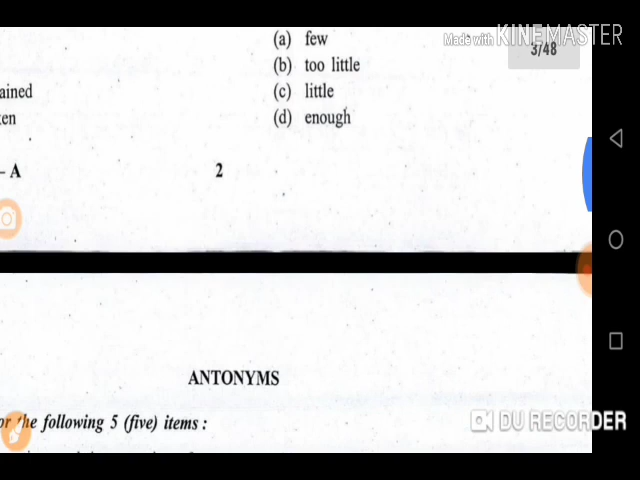 Made with KINEMASTER
3/48
(a) few
(b) too little
ained
(c) little
ken
(d) enough
– A
2
ANTONYMS
or the following 5 (five) items :
DU RECORDER